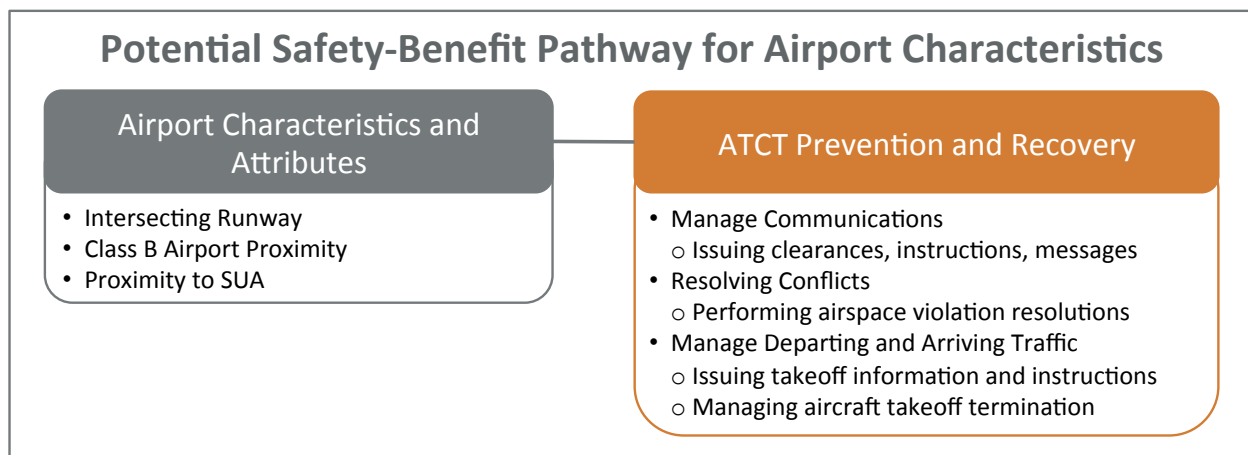 Potential Safety-Benefit Pathway for Airport Characteristics
Airport Characteristics and
Attributes
• Intersecting Runway
• Class B Airport Proximity
• Proximity to SUA
ATCT Prevention and Recovery
• Manage Communications
o Issuing clearances, instructions, messages
• Resolving Conflicts
o Performing airspace violation resolutions
• Manage Departing and Arriving Traffic
o Issuing takeoff information and instructions
o Managing aircraft takeoff termination